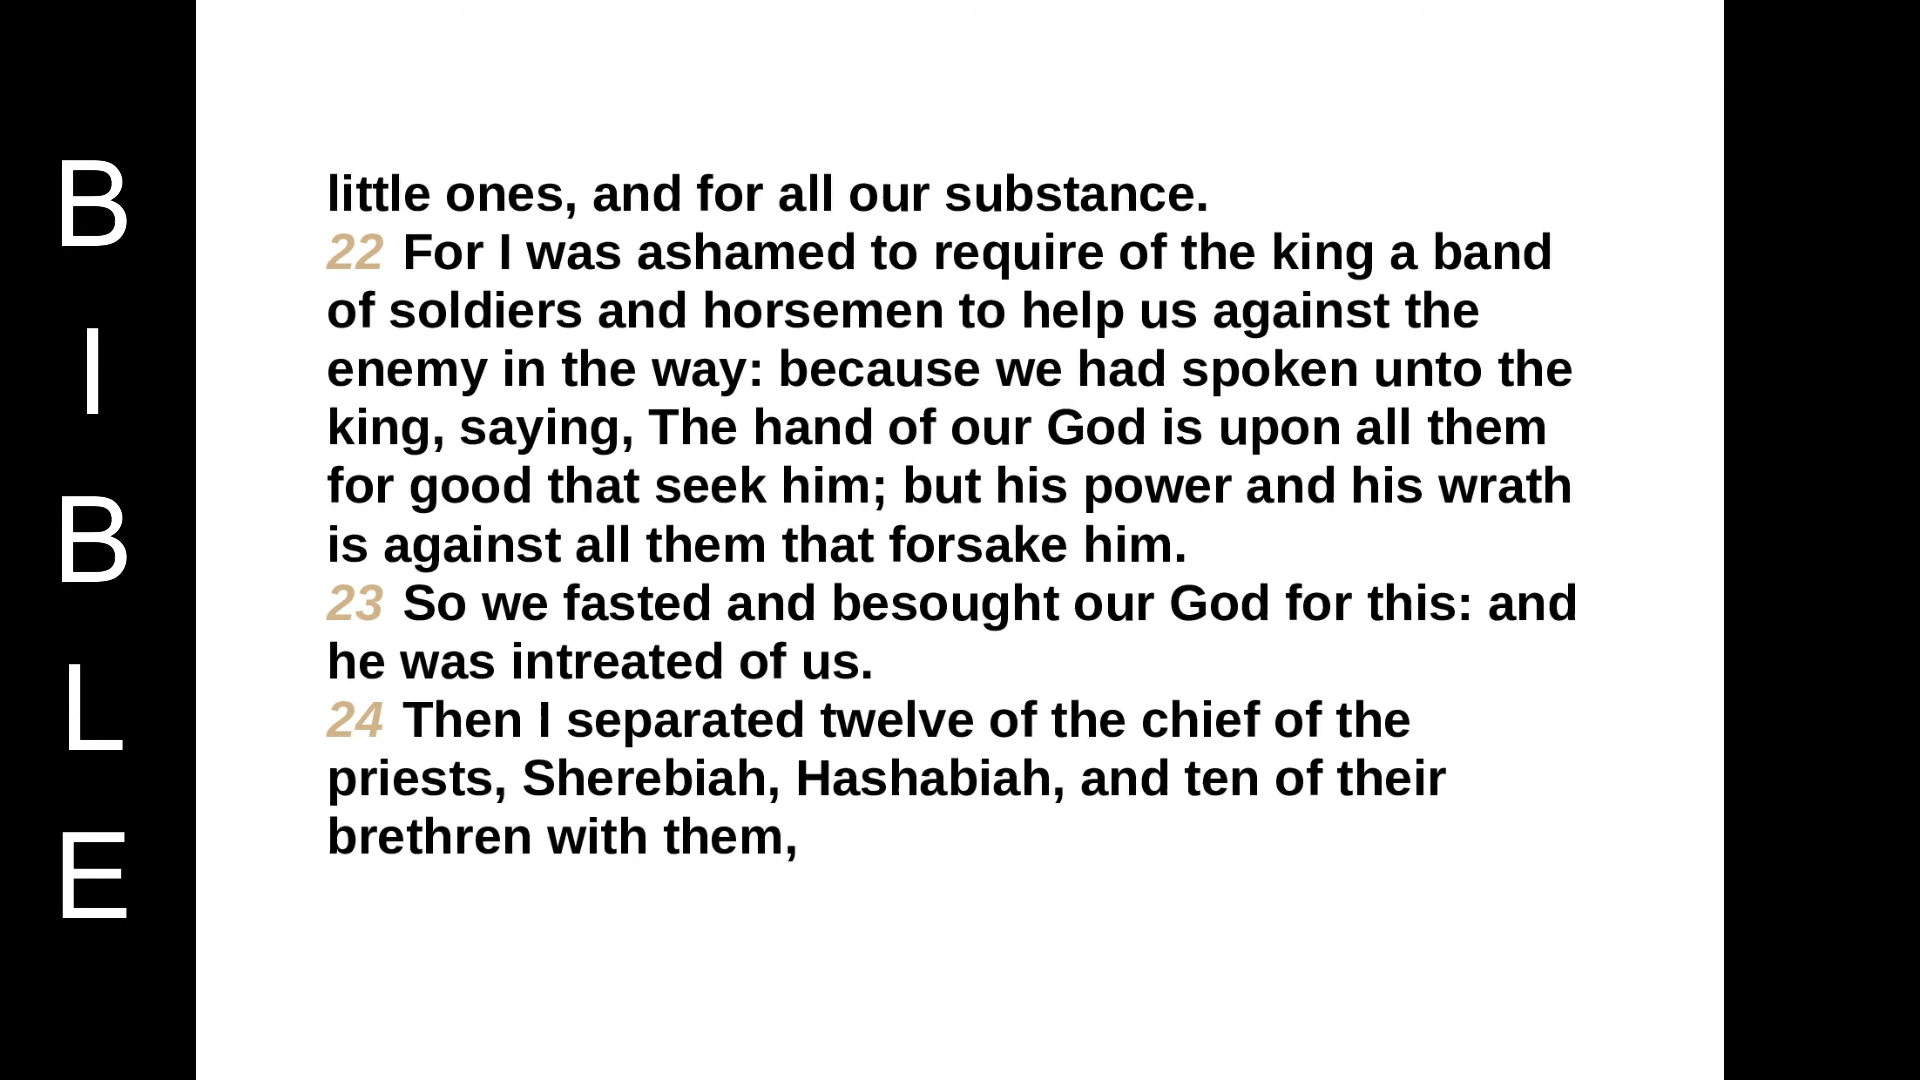 B
I
B
L
E
little ones, and for all our substance.
22 For I was ashamed to require of the king a band
of soldiers and horsemen to help us against the
enemy in the way: because we had spoken unto the
king, saying, The hand of our God is upon all them
for good that seek him; but his power and his wrath
is against all them that forsake him.
23 So we fasted and besought our God for this: and
he was intreated of us.
24 Then I separated twelve of the chief of the
priests, Sherebiah, Hashabiah, and ten of their
brethren with them,